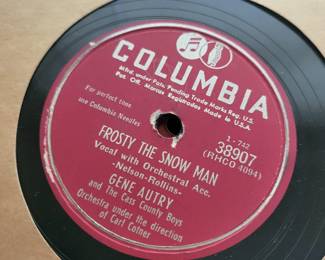 COLUMBIA
Mfrd. under Pats. Pending Trade Marks Reg. U.S.
Pat. Off. Marcas Registradas Made in U.S.A.
For perfect time
use Columbia Needles
1 - 742
38907
(RHCO 4094)
FROSTY THE SNOW MAN
Vocal with Orchestral Acc.
-Nelson-Rollins-
GENE AUTRY
and The Cass County Boys
Orchestra under the direction
of Carl Cotner